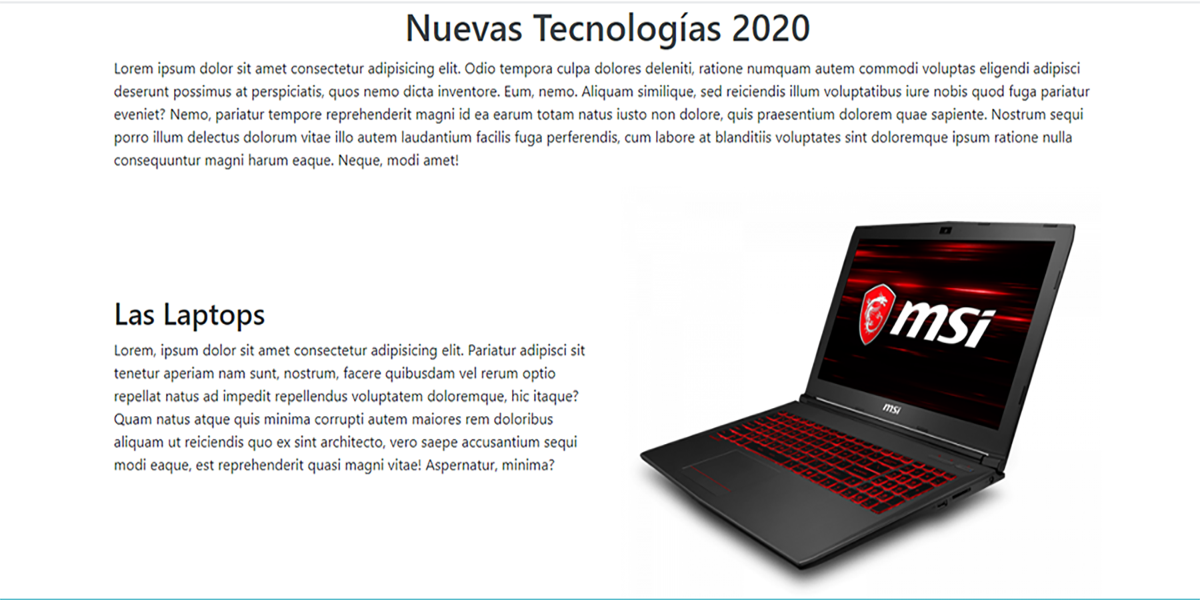 Nuevas Tecnologías 2020
Lorem ipsum dolor sit amet consectetur adipisicing elit. Odio tempora culpa dolores deleniti, ratione numquam autem commodi voluptas eligendi adipisci
deserunt possimus at perspiciatis, quos nemo dicta inventore. Eum, nemo. Aliquam similique, sed reiciendis illum voluptatibus iure nobis quod fuga pariatur
eveniet? Nemo, pariatur tempore reprehenderit magni id ea earum totam natus iusto non dolore, quis praesentium dolorem quae sapiente. Nostrum sequi
porro illum delectus dolorum vitae illo autem laudantium facilis fuga perferendis, cum labore at blanditiis voluptates sint doloremque ipsum ratione nulla
consequuntur magni harum eaque. Neque, modi amet!
Las Laptops
Lorem, ipsum dolor sit amet consectetur adipisicing elit. Pariatur adipisci sit
tenetur aperiam nam sunt, nostrum, facere quibusdam vel rerum optio
repellat natus ad impedit repellendus voluptatem doloremque, hic itaque?
Quam natus atque quis minima corrupti autem maiores rem doloribus
aliquam ut reiciendis quo ex sint architecto, vero saepe accusantium sequi
modi eaque, est reprehenderit quasi magni vitae! Aspernatur, minima?
msi
msi